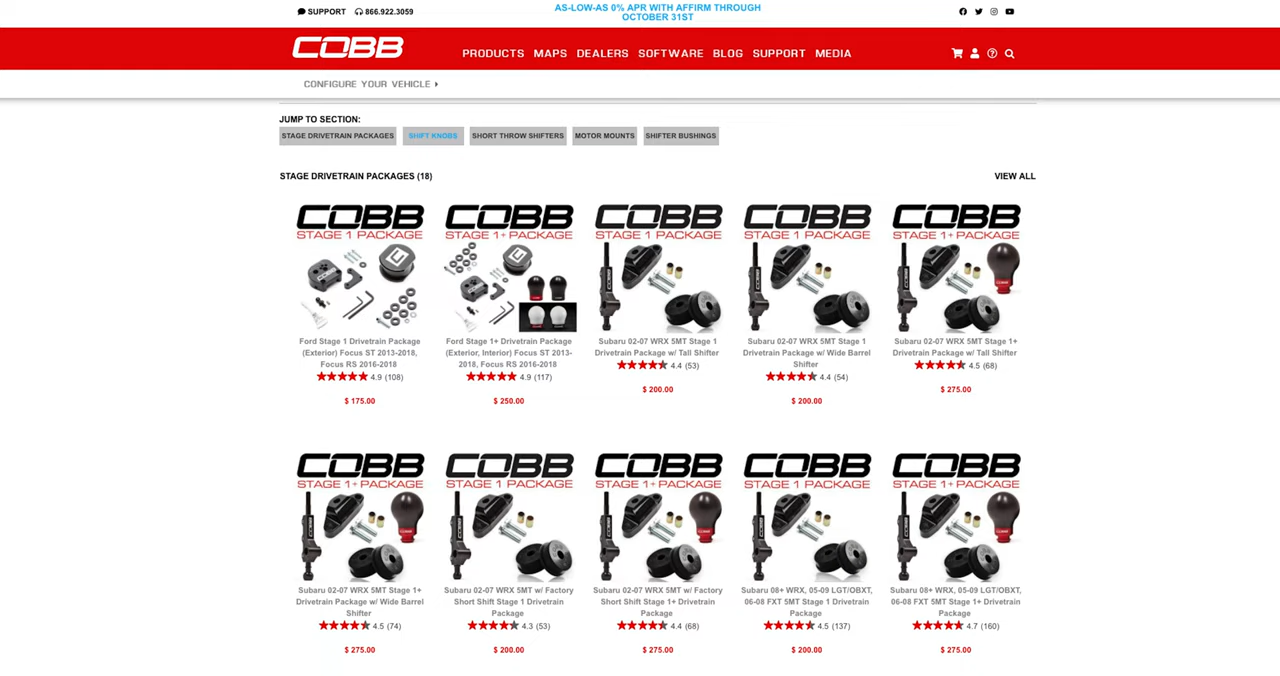 SUPPORT 866.922.3059
AS-LOW-AS 0% APR WITH AFFIRM THROUGH
OCTOBER 31ST
COBB
PRODUCTS MAPS DEALERS SOFTWARE BLOG SUPPORT MEDIA
CONFIGURE YOUR VEHICLE
JUMP TO SECTION:
STAGE DRIVETRAIN PACKAGES SHIFT KNOBS SHORT THROW SHIFTERS MOTOR MOUNTS SHIFTER BUSHINGS
STAGE DRIVETRAIN PACKAGES (18) VIEW ALL
COBB
STAGE 1 PACKAGE
Ford Stage 1 Drivetrain Package
(Exterior) Focus ST 2013-2018,
Focus RS 2016-2018
4.9 (108)
$ 175.00
COBB
STAGE 1+ PACKAGE
Ford Stage 1+ Drivetrain Package
(Exterior, Interior) Focus ST 2013-
2018, Focus RS 2016-2018
4.9 (117)
$ 250.00
COBB
STAGE 1 PACKAGE
Subaru 02-07 WRX 5MT Stage 1
Drivetrain Package w/ Tall Shifter
4.4 (53)
$ 200.00
COBB
STAGE 1 PACKAGE
Subaru 02-07 WRX 5MT Stage 1
Drivetrain Package w/ Wide Barrel
Shifter
4.4 (54)
$ 200.00
COBB
STAGE 1+ PACKAGE
Subaru 02-07 WRX 5MT Stage 1+
Drivetrain Package w/ Tall Shifter
4.5 (68)
$ 275.00
COBB
STAGE 1+ PACKAGE
Subaru 02-07 WRX 5MT Stage 1+
Drivetrain Package w/ Wide Barrel
Shifter
4.5 (74)
$ 275.00
COBB
STAGE 1 PACKAGE
Subaru 02-07 WRX 5MT w/ Factory
Short Shift Stage 1 Drivetrain
Package
4.3 (53)
$ 200.00
COBB
STAGE 1+ PACKAGE
Subaru 02-07 WRX 5MT w/ Factory
Short Shift Stage 1+ Drivetrain
Package
4.4 (68)
$ 275.00
COBB
STAGE 1 PACKAGE
Subaru 08+ WRX, 05-09 LGT/OBXT,
06-08 FXT 5MT Stage 1 Drivetrain
Package
4.5 (137)
$ 200.00
COBB
STAGE 1+ PACKAGE
Subaru 08+ WRX, 05-09 LGT/OBXT,
06-08 FXT 5MT Stage 1+ Drivetrain
Package
4.7 (160)
$ 275.00